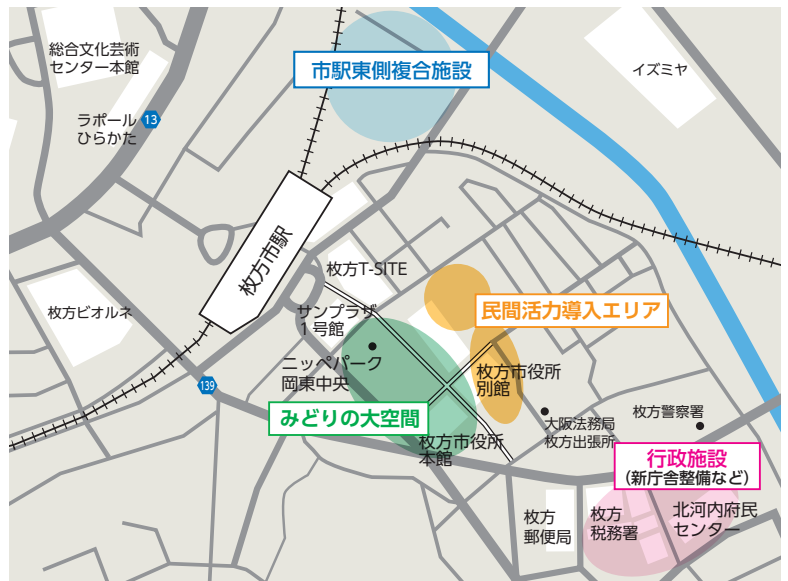 総合文化芸術
センター本館
市駅東側複合施設
イズミヤ
ラポール
ひらかた
13
枚方市駅
枚方T-SITE
枚方ビオルネ
サンプラザ
1号館
民間活力導入エリア
ニッペパーク
岡東中央
枚方市役所
別館
139
みどりの大空間
大阪法務局
枚方出張所
枚方警察署
枚方市役所
本館
行政施設
(新庁舎整備など)
枚方
郵便局
枚方
税務署
北河内府民
センター